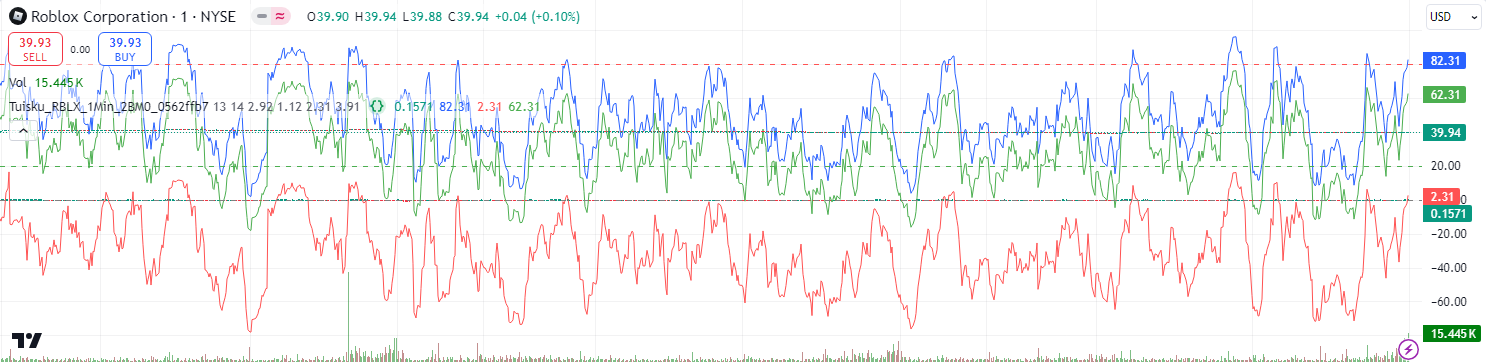 Roblox Corporation · 1 · NYSE O39.90 H39.94 L39.88 C39.94 +0.04 (+0.10%)
USD
39.93 0.00 39.93
SELL BUY
Vol 15.445K
Tuisku_RBLX_1Min_2BM0_0562ffb7 13 14 2.92 1.12 2.31 3.91 {} 0.1571 82.31 2.31 62.31
82.31
62.31
39.94
20.00
2.31
0.1571
-20.00
-40.00
-60.00
15.445K